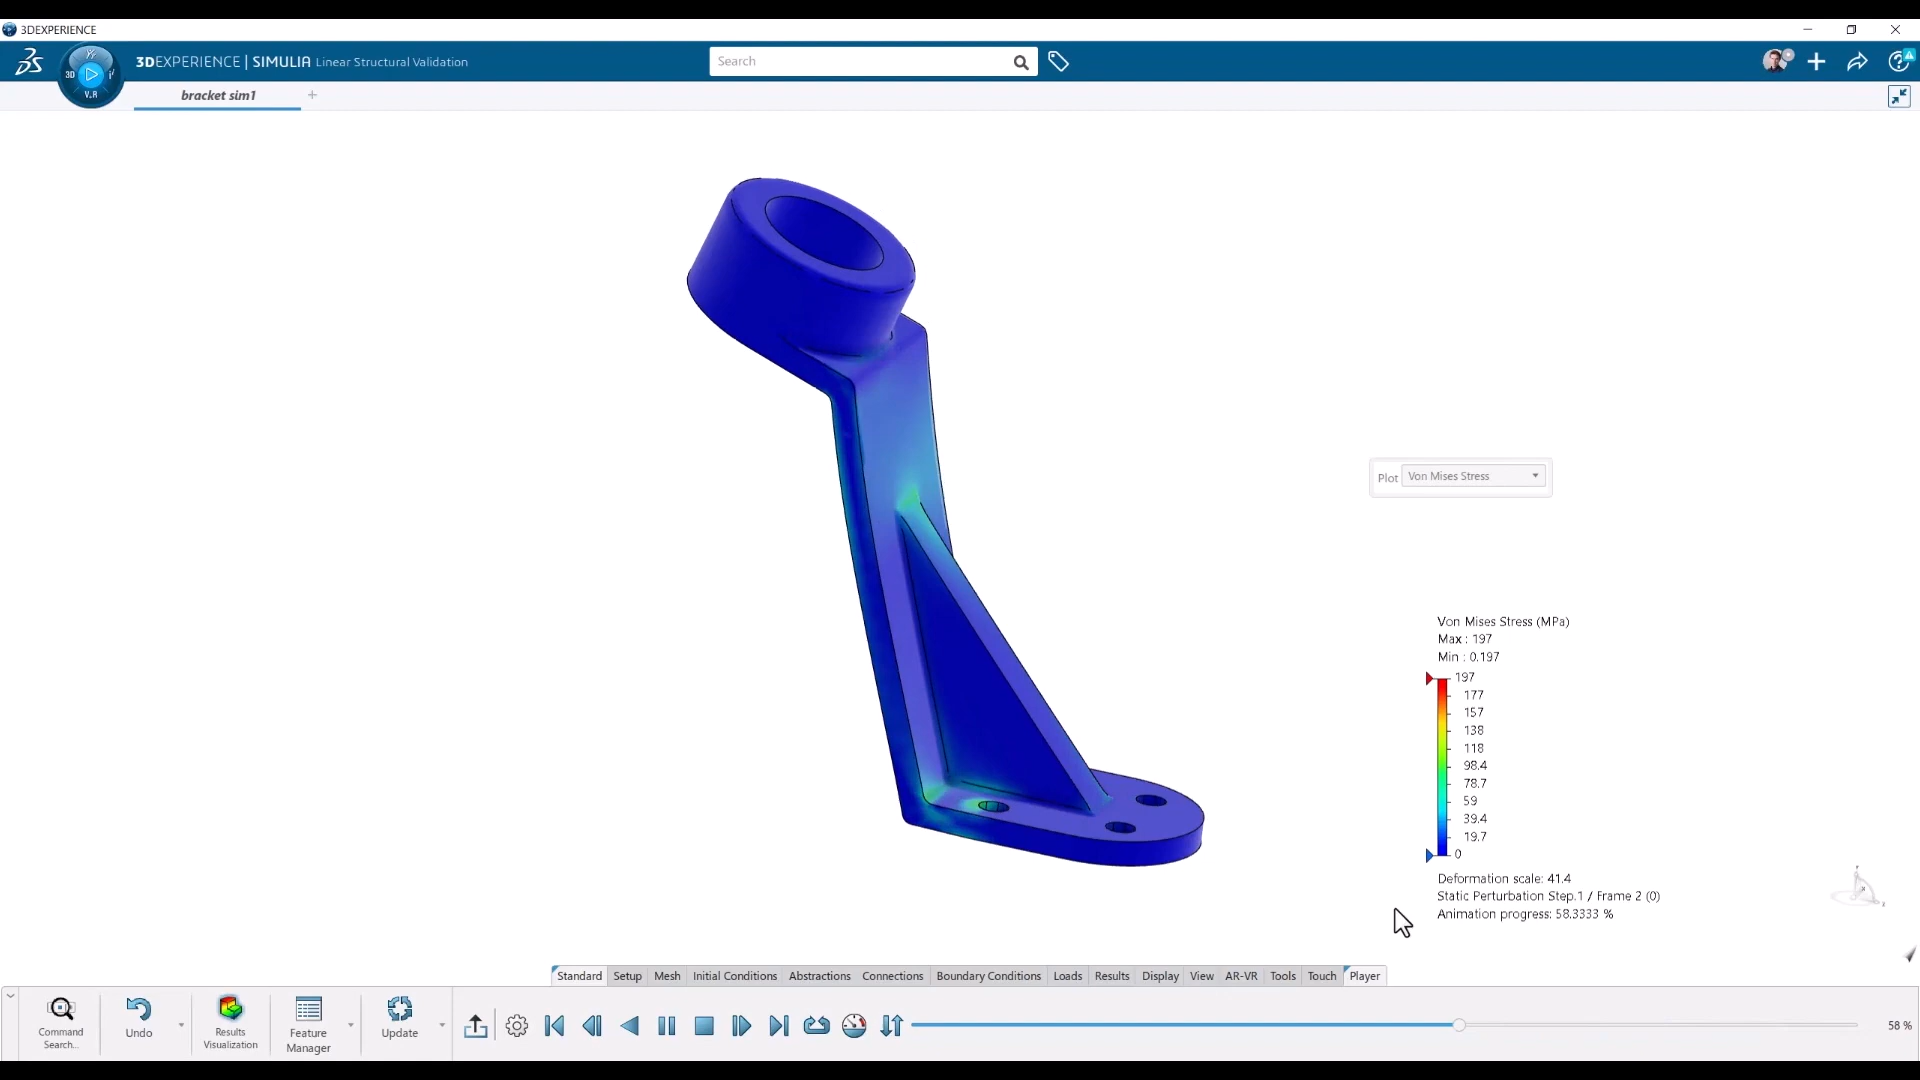 3DEXPERIENCE
3DEXPERIENCE | SIMULIA Linear Structural Validation
Search
3D
V.R
bracket sim1
Plot Von Mises Stress
Von Mises Stress (MPa)
Max : 197
Min : 0.197
197
177
157
138
118
98.4
78.7
59
39.4
19.7
0
Deformation scale: 41.4
Static Perturbation Step.1 / Frame 2 (0)
Animation progress: 58.3333 %
Standard Setup Mesh Initial Conditions Abstractions Connections Boundary Conditions Loads Results Display View AR-VR Tools Touch Player
Command
Search...
Undo
Results
Visualization
Feature
Manager
Update
58 %